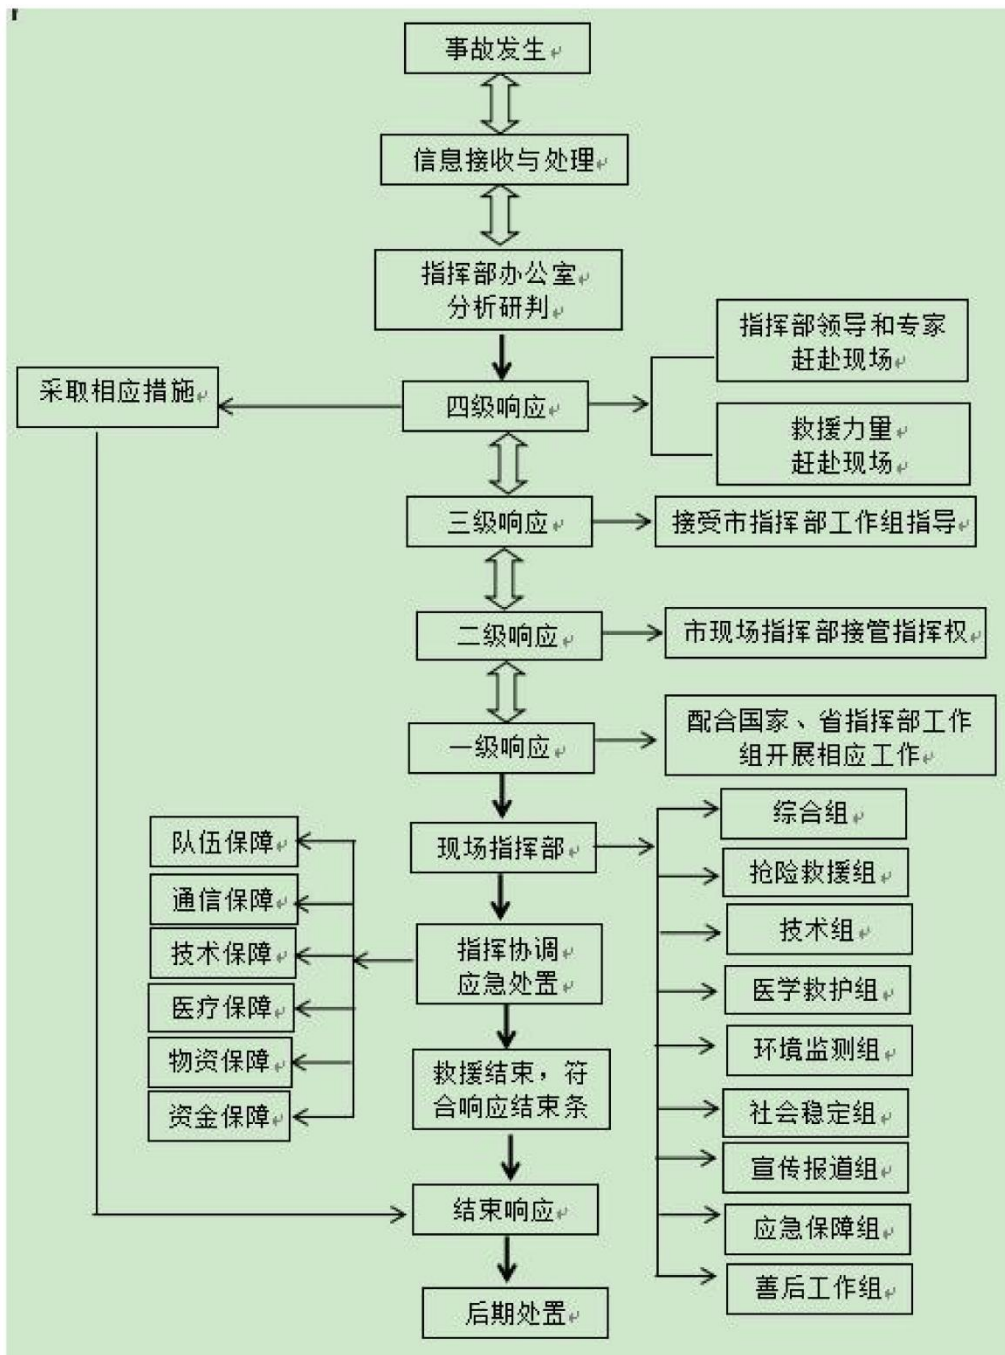 事故发生
信息接收与处理
指挥部办公室
分析研判
指挥部领导和专家
赶赴现场
采取相应措施
四级响应
救援力量
赶赴现场
三级响应
接受市指挥部工作组指导
二级响应
市现场指挥部接管指挥权
一级响应
配合国家、省指挥部工作
组开展相应工作
综合组
队伍保障
现场指挥部
抢险救援组
通信保障
技术组
技术保障
指挥协调
应急处置
医学救护组
医疗保障
环境监测组
物资保障
救援结束，符
合响应结束条
资金保障
社会稳定组
宣传报道组
结束响应
应急保障组
善后工作组
后期处置